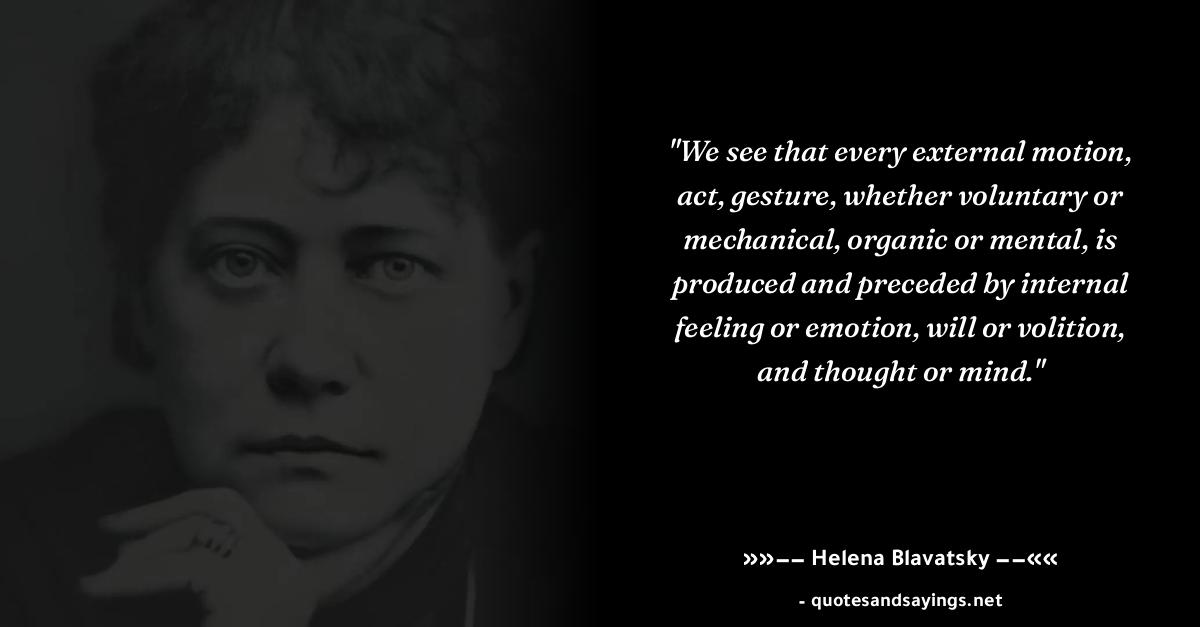 "We see that every external motion,
act, gesture, whether voluntary or
mechanical, organic or mental, is
produced and preceded by internal
feeling or emotion, will or volition,
and thought or mind."
»»−− Helena Blavatsky −−««
- quotesandsayings.net